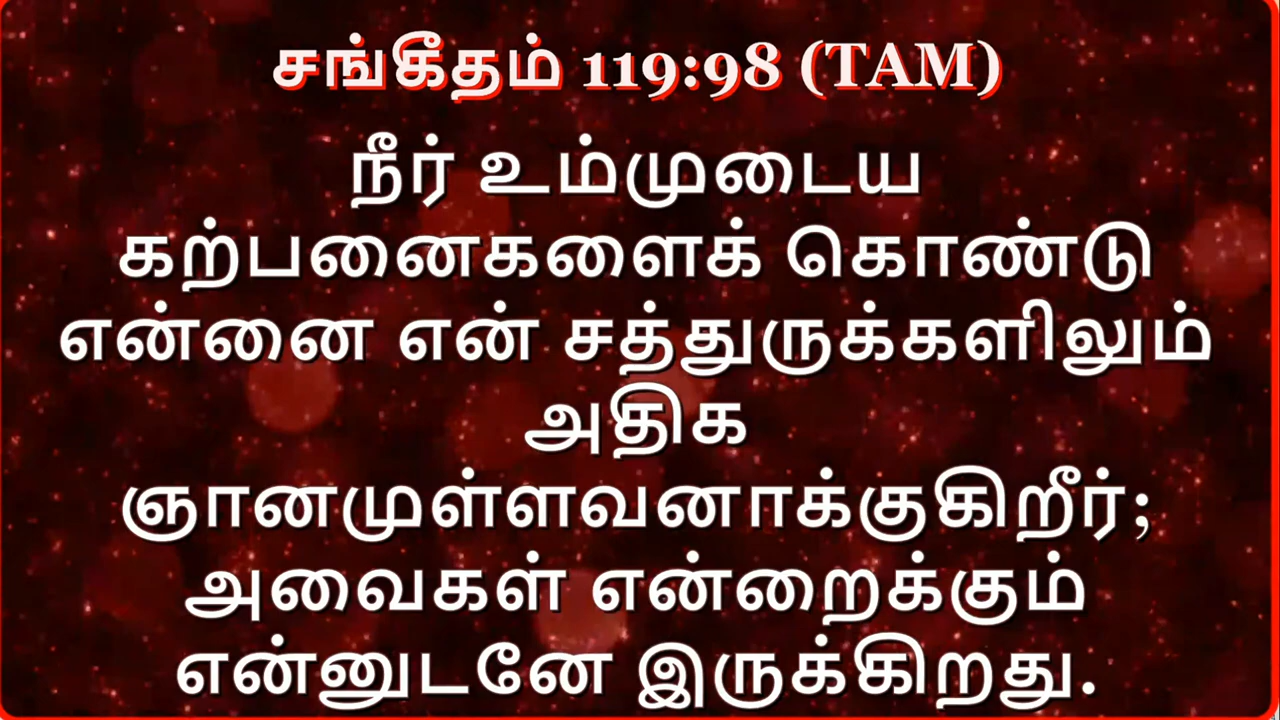 சங்கீதம் 119:98 (TAM)
நீர் உம்முடைய
கற்பனைகளைக் கொண்டு
என்னை என் சத்துருக்களிலும்
அதிக
ஞானமுள்ளவனாக்குகிறீர்;
அவைகள் என்றைக்கும்
என்னுடனே இருக்கிறது.